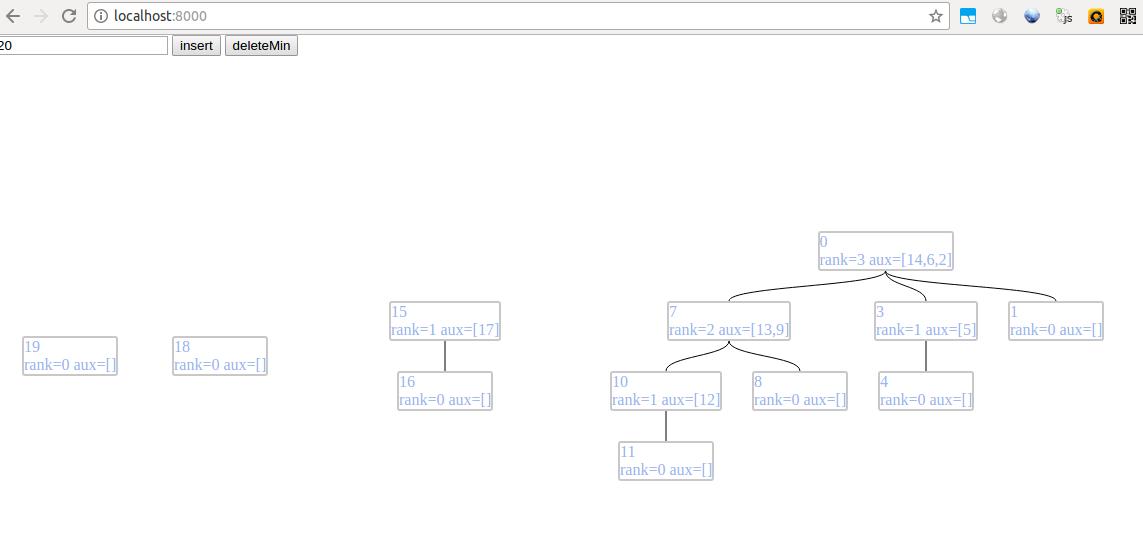 localhost:8000
20 insert deleteMin
0
rank=3 aux=[14,6,2]
15
rank=1 aux=[17]
7
rank=2 aux=[13,9]
3
rank=1 aux=[5]
1
rank=0 aux=[]
19
rank=0 aux=[]
18
rank=0 aux=[]
16
rank=0 aux=[]
10
rank=1 aux=[12]
8
rank=0 aux=[]
4
rank=0 aux=[]
11
rank=0 aux=[]
js